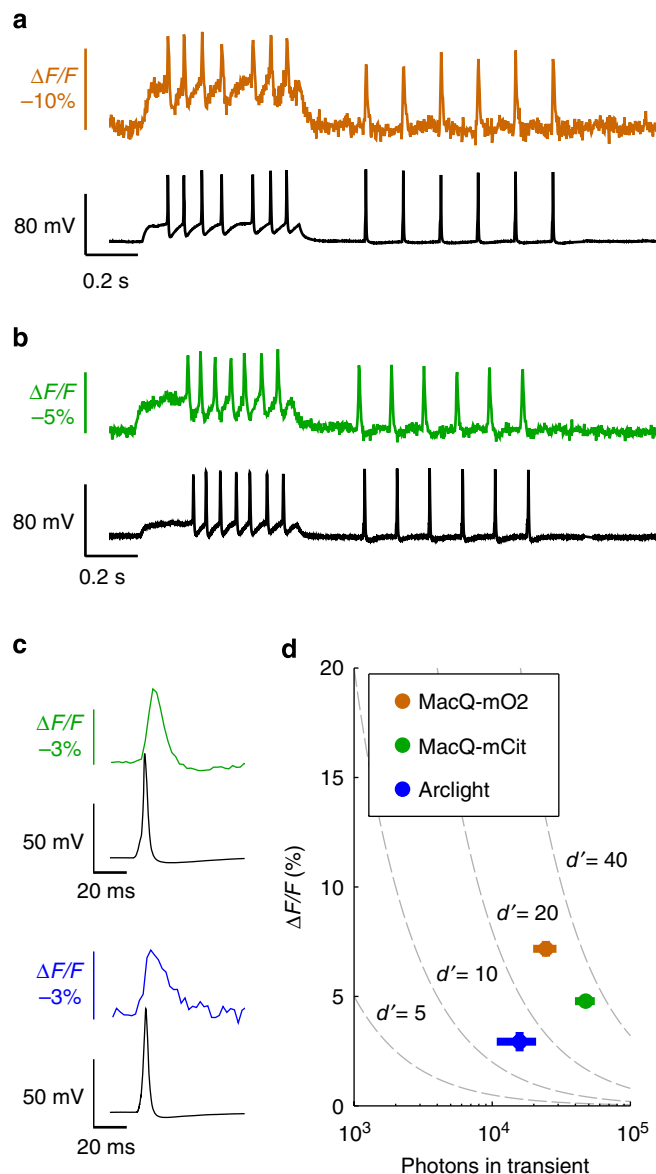 a
ΔF/F
–10%
80 mV
0.2 s
b
ΔF/F
–5%
80 mV
0.2 s
c
ΔF/F
–3%
50 mV
20 ms
ΔF/F
–3%
50 mV
20 ms
d
20
15
10
5
0
ΔF/F (%)
MacQ-mO2
MacQ-mCit
Arclight
d′= 40
d′= 20
d′= 10
d′= 5
10³
10⁴
10⁵
Photons in transient